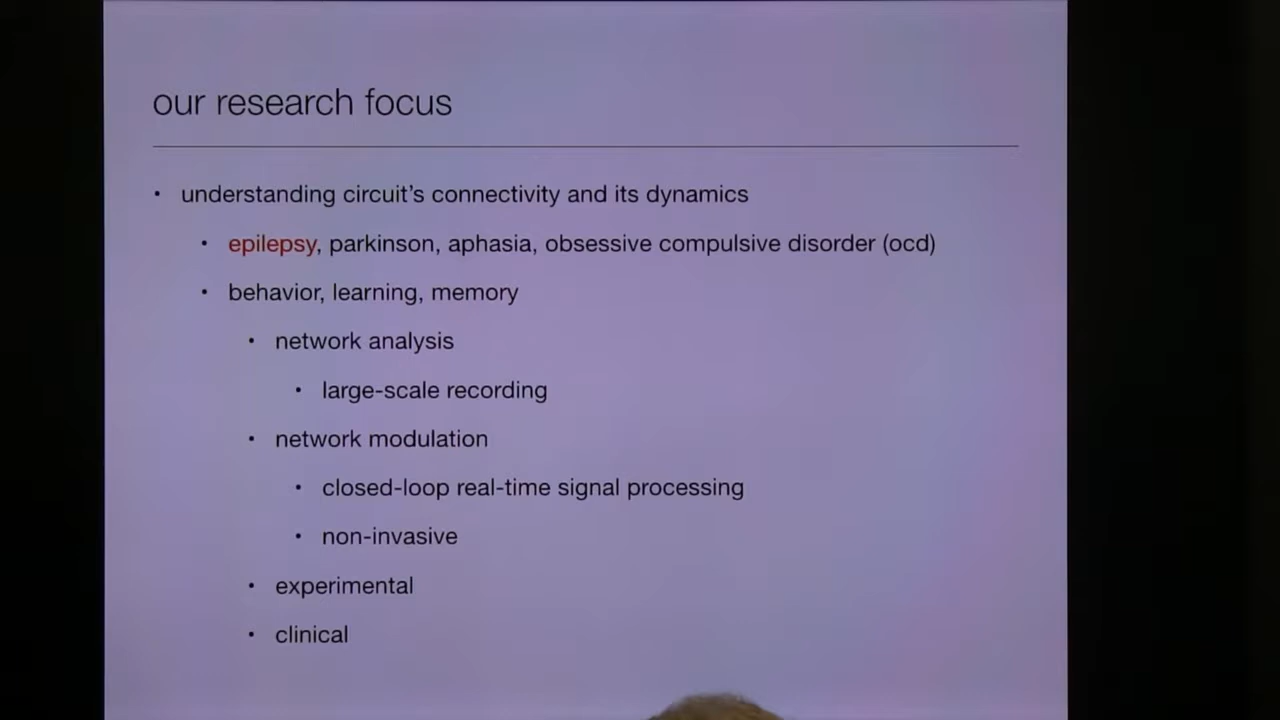 our research focus
• understanding circuit's connectivity and its dynamics
• epilepsy, parkinson, aphasia, obsessive compulsive disorder (ocd)
• behavior, learning, memory
• network analysis
• large-scale recording
• network modulation
• closed-loop real-time signal processing
• non-invasive
• experimental
• clinical